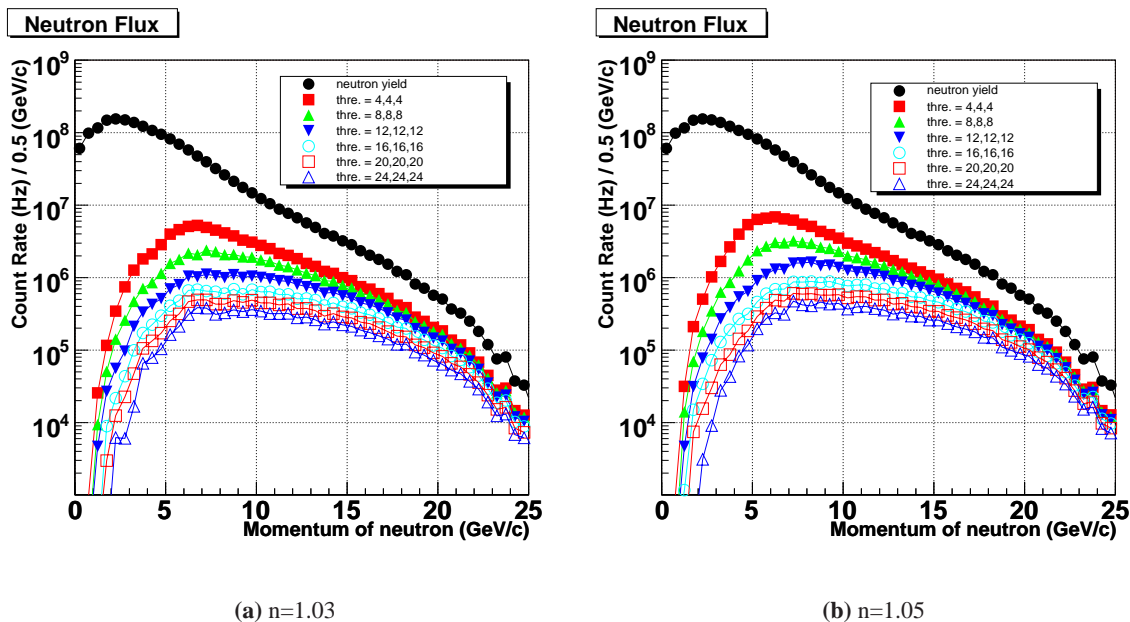 Neutron Flux
Count Rate (Hz) / 0.5 (GeV/c)
10^9
10^8
10^7
10^6
10^5
10^4
neutron yield
thre. = 4,4,4
thre. = 8,8,8
thre. = 12,12,12
thre. = 16,16,16
thre. = 20,20,20
thre. = 24,24,24
0 5 10 15 20 25
Momentum of neutron (GeV/c)
(a) n=1.03
Neutron Flux
Count Rate (Hz) / 0.5 (GeV/c)
10^9
10^8
10^7
10^6
10^5
10^4
neutron yield
thre. = 4,4,4
thre. = 8,8,8
thre. = 12,12,12
thre. = 16,16,16
thre. = 20,20,20
thre. = 24,24,24
0 5 10 15 20 25
Momentum of neutron (GeV/c)
(b) n=1.05